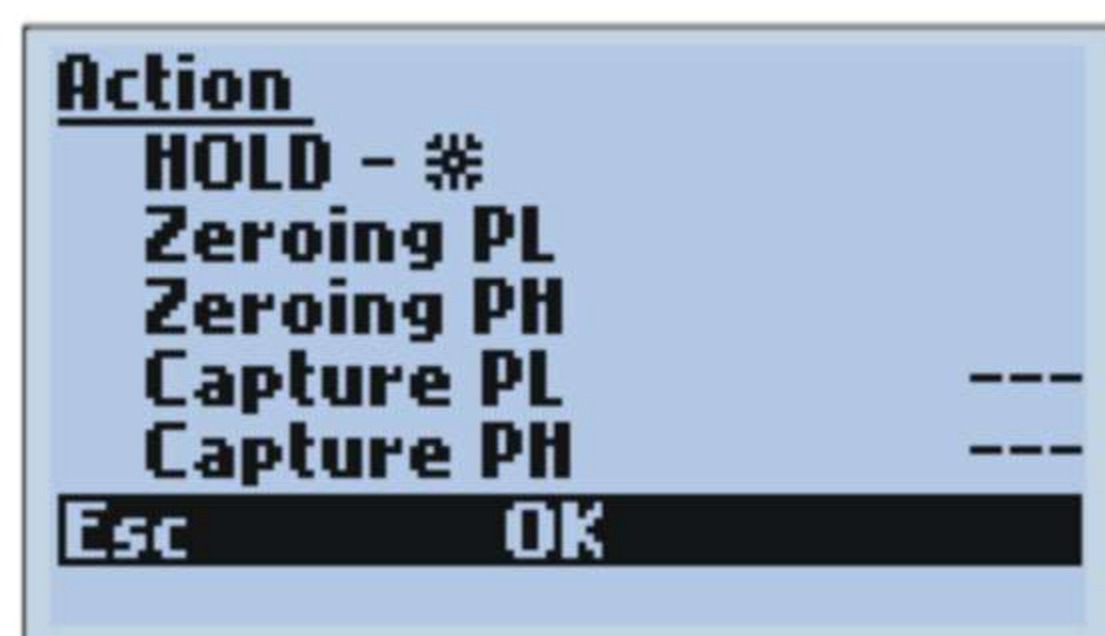 Action
HOLD - ☼
Zeroing PL
Zeroing PH
Capture PL ---
Capture PH ---
Esc OK